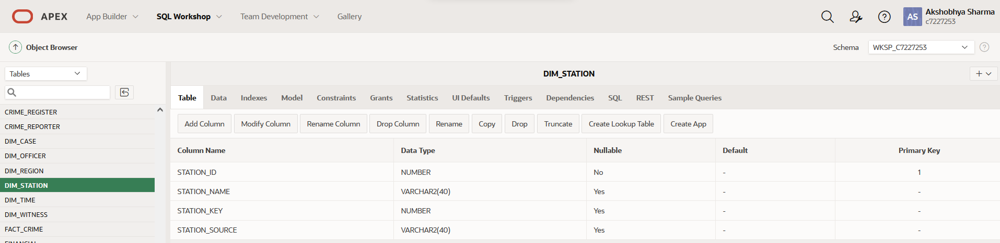 APEX App Builder SQL Workshop Team Development Gallery AS Akshobhya Sharma
c7227253
Object Browser Schema WKSP_C7227253
Tables
DIM_STATION
Table Data Indexes Model Constraints Grants Statistics UI Defaults Triggers Dependencies SQL REST Sample Queries
Add Column Modify Column Rename Column Drop Column Rename Copy Drop Truncate Create Lookup Table Create App
CRIME_REGISTER
CRIME_REPORTER
DIM_CASE
DIM_OFFICER
DIM_REGION
DIM_STATION
DIM_TIME
DIM_WITNESS
FACT_CRIME
FINANCIAL
Column Name Data Type Nullable Default Primary Key
STATION_ID NUMBER No - 1
STATION_NAME VARCHAR2(40) Yes - -
STATION_KEY NUMBER Yes - -
STATION_SOURCE VARCHAR2(40) Yes - -